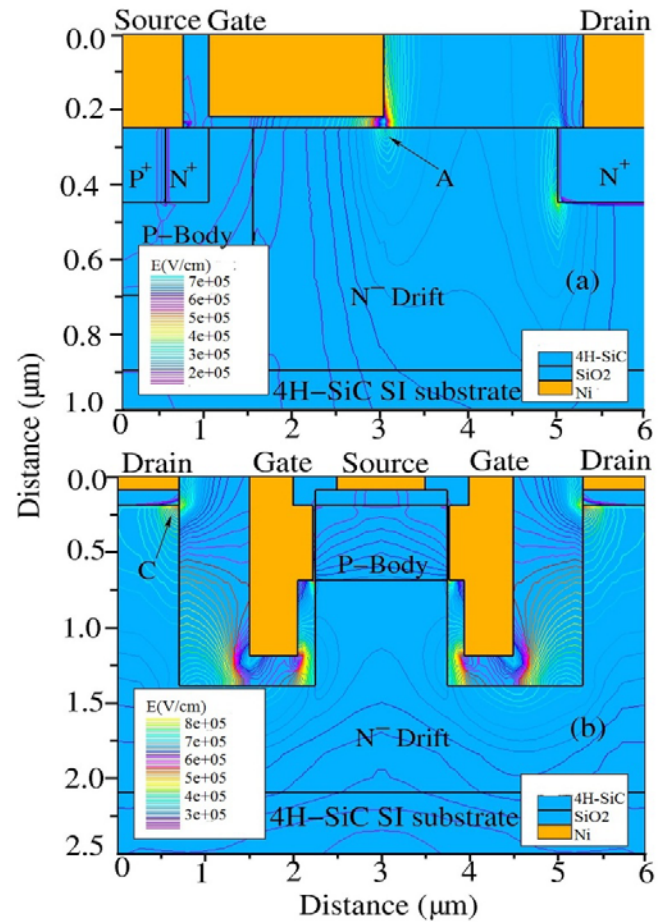 Source Gate Drain
0.0
0.2
0.4
0.6
0.8
1.0
P+ N+ N+
A
P-Body
E(V/cm)
7e+05
6e+05
5e+05
4e+05
3e+05
2e+05
N- Drift
(a)
4H-SiC
SiO2
Ni
4H-SiC SI substrate
0 1 2 3 4 5 6
Distance (μm)
Drain Gate Source Gate Drain
0.0
0.5
1.0
1.5
2.0
2.5
C
P-Body
E(V/cm)
8e+05
7e+05
6e+05
5e+05
4e+05
3e+05
N- Drift
(b)
4H-SiC
SiO2
Ni
4H-SiC SI substrate
0 1 2 3 4 5 6
Distance (μm)